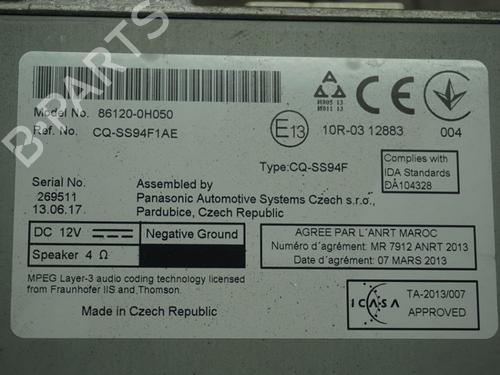 B-PARTS
Model No. 86120-0H050
Ref. No. CQ-SS94F1AE
E13
10R-03 12883
004
Type:CQ-SS94F
Complies with
IDA Standards
DA104328
Serial No.
269511
13.06.17.
Assembled by
Panasonic Automotive Systems Czech s.r.o.,
Pardubice, Czech Republic
DC 12V
Negative Ground
Speaker 4 Ω
AGREE PAR L´ANRT MAROC
Numéro d´agrément: MR 7912 ANRT 2013
Date d´agrément: 07 MARS 2013
MPEG Layer-3 audio coding technology licensed
from Fraunhofer IIS and Thomson.
Made in Czech Republic
ICASA
TA-2013/007
APPROVED